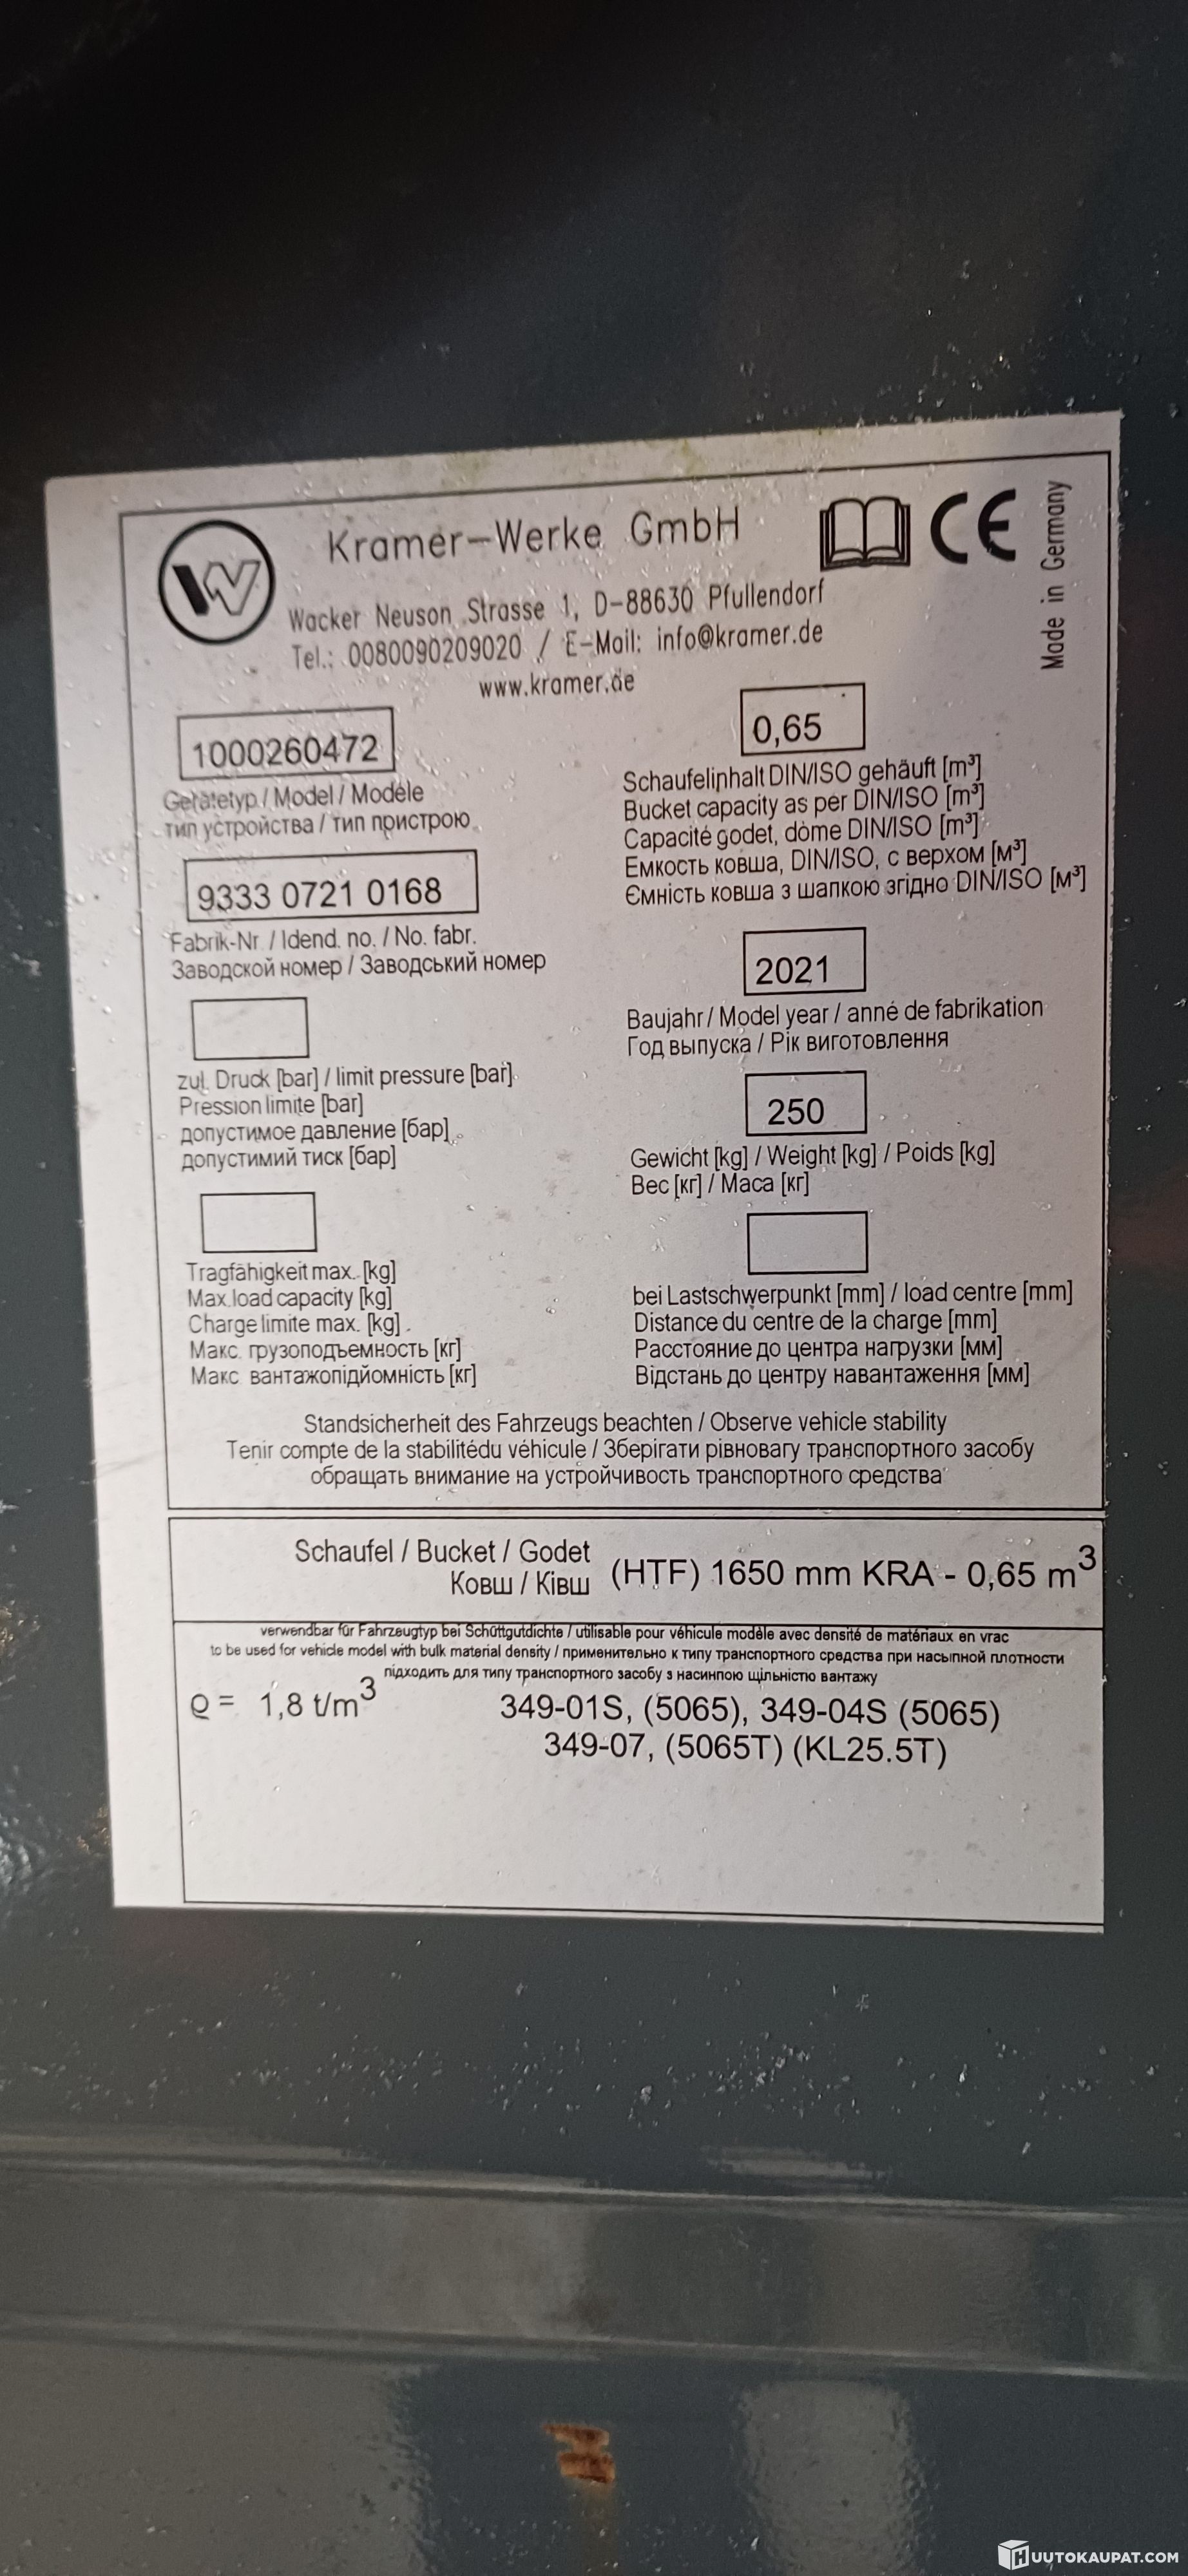 Kramer-Werke GmbH
CE
Made in Germany
Wacker Neuson Strasse 1, D-88630 Pfullendorf
Tel.: 0080090209020 / E-Mail: info@kramer.de
www.kramer.de
1000260472
Gerätetyp / Model / Modéle
тип устройства / тип пристрою
9333 0721 0168
Fabrik-Nr / Idend. no. / No. fabr.
Заводской номер / Заводський номер
zul. Druck [bar] / limit pressure [bar]
Pression limite [bar]
допустимое давление [бар]
допустимий тиск [бар]
Tragfähigkeit max. [kg]
Max.load capacity [kg]
Charge limite max. [kg]
Макс. грузоподъемность [кг]
Макс. вантажопідйомність [кг]
0,65
Schaufelinhalt DIN/ISO gehäuft [m³]
Bucket capacity as per DIN/ISO [m³]
Capacité godet, dôme DIN/ISO [m³]
Емкость ковша, DIN/ISO, с верхом [м³]
Ємність ковша з шапкою згідно DIN/ISO [м³]
2021
Baujahr / Model year / anné de fabrikation
Год выпуска / Рік виготовлення
250
Gewicht [kg] / Weight [kg] / Poids [kg]
Вес [кг] / Маса [кг]
bei Lastschwerpunkt [mm] / load centre [mm]
Distance du centre de la charge [mm]
Расстояние до центра нагрузки [мм]
Відстань до центру навантаження [мм]
Standsicherheit des Fahrzeugs beachten / Observe vehicle stability
Tenir compte de la stabilitédu véhicule / Зберігати рівновагу транспортного засобу
обращать внимание на устройчивость транспортного средства
Schaufel / Bucket / Godet
Ковш / Ківш
(HTF) 1650 mm KRA - 0,65 m³
verwendbar für Fahrzeugtyp bei Schüttgutdichte / utilisable pour véhicule modèle avec densité de matériaux en vrac
to be used for vehicle model with bulk material density / применительно к типу транспортного средства при насыпной плотности
підходить для типу транспортного засобу з насипною щільністю вантажу
ϱ = 1,8 t/m³
349-01S, (5065), 349-04S (5065)
349-07, (5065T) (KL25.5T)
HUUTOKAUPAT.COM